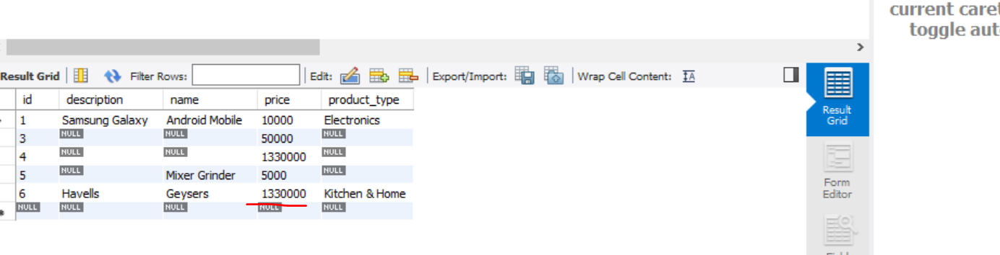 current caret
toggle aut
Result Grid Filter Rows: Edit: Export/Import: Wrap Cell Content: IA
id description name price product_type
1 Samsung Galaxy Android Mobile 10000 Electronics
3 NULL NULL 50000 NULL
4 NULL NULL 1330000 NULL
5 NULL Mixer Grinder 5000 NULL
6 Havells Geysers 1330000 Kitchen & Home
NULL NULL NULL NULL NULL
Result
Grid
Form
Editor